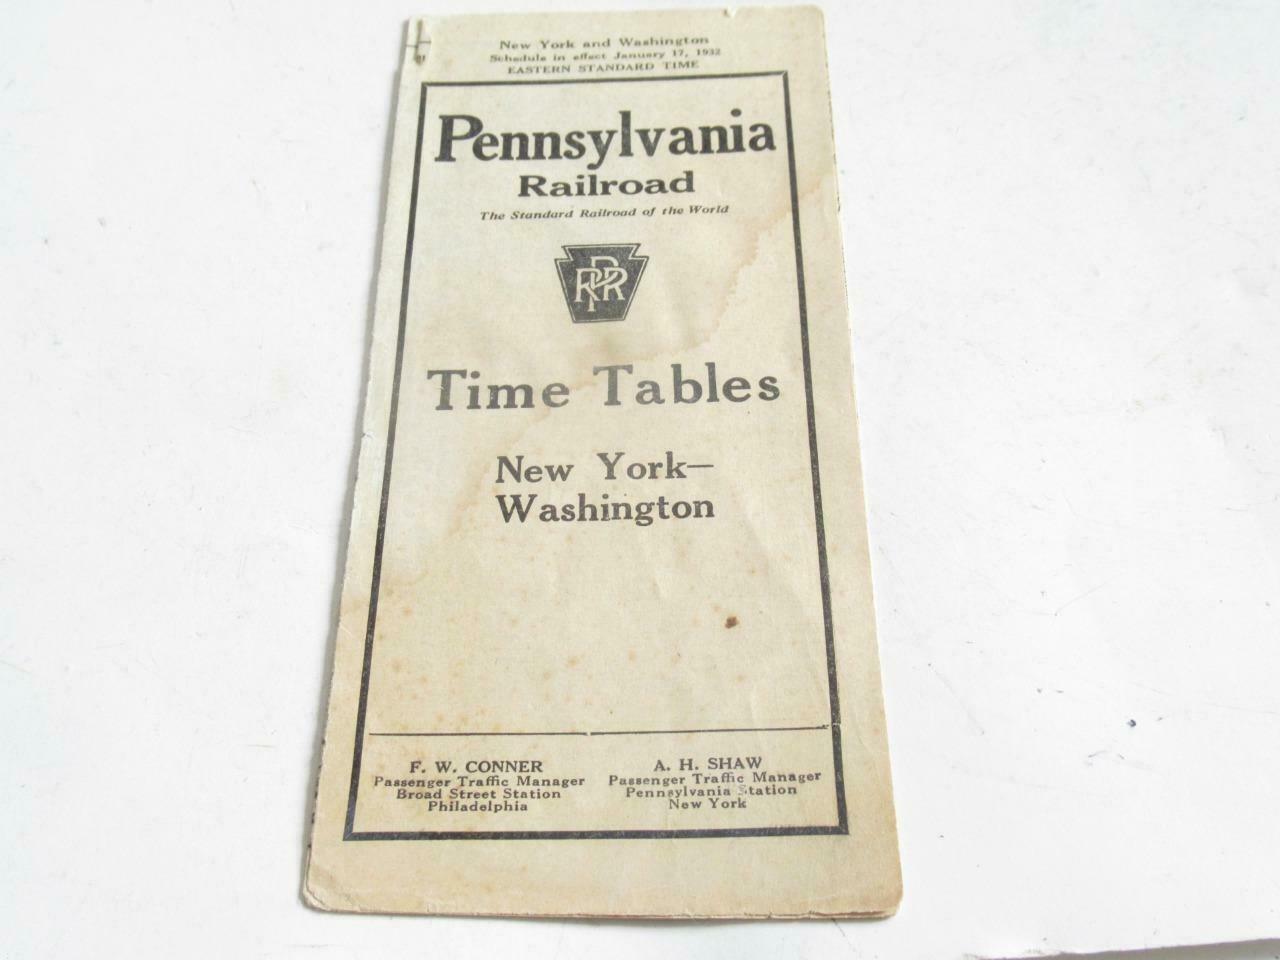 New York and Washington
Schedule in effect January 17, 1932
EASTERN STANDARD TIME
Pennsylvania
Railroad
The Standard Railroad of the World
PRR
Time Tables
New York—
Washington
F. W. CONNER
Passenger Traffic Manager
Broad Street Station
Philadelphia
A. H. SHAW
Passenger Traffic Manager
Pennsylvania Station
New York